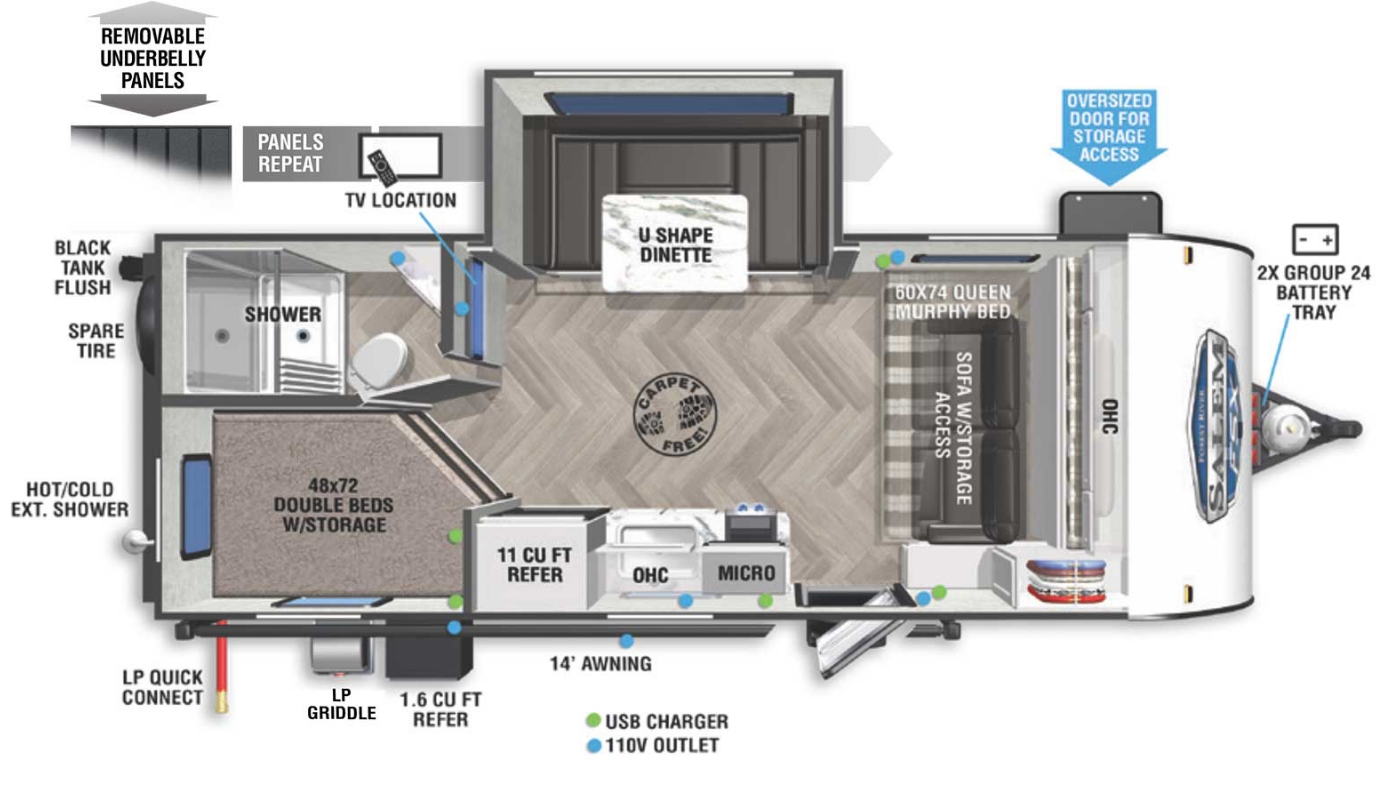 REMOVABLE
UNDERBELLY
PANELS
PANELS
REPEAT
TV LOCATION
OVERSIZED
DOOR FOR
STORAGE
ACCESS
BLACK
TANK
FLUSH
SPARE
TIRE
SHOWER
U SHAPE
DINETTE
60X74 QUEEN
MURPHY BED
SOFA W/STORAGE
ACCESS
OHC
2X GROUP 24
BATTERY
TRAY
CARPET
FREE!
SALEM
FSX
FOREST RIVER
HOT/COLD
EXT. SHOWER
48x72
DOUBLE BEDS
W/STORAGE
11 CU FT
REFER
OHC
MICRO
LP QUICK
CONNECT
LP
GRIDDLE
1.6 CU FT
REFER
14' AWNING
USB CHARGER
110V OUTLET